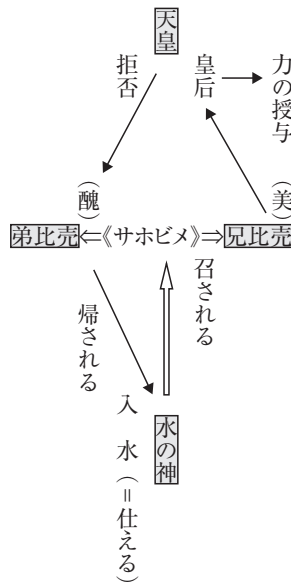 天皇
力の授与
皇后
拒否
(美)
(醜)
弟比売⇐《サホビメ》⇒兄比売
召される
帰される
水の神
入水(=仕える)